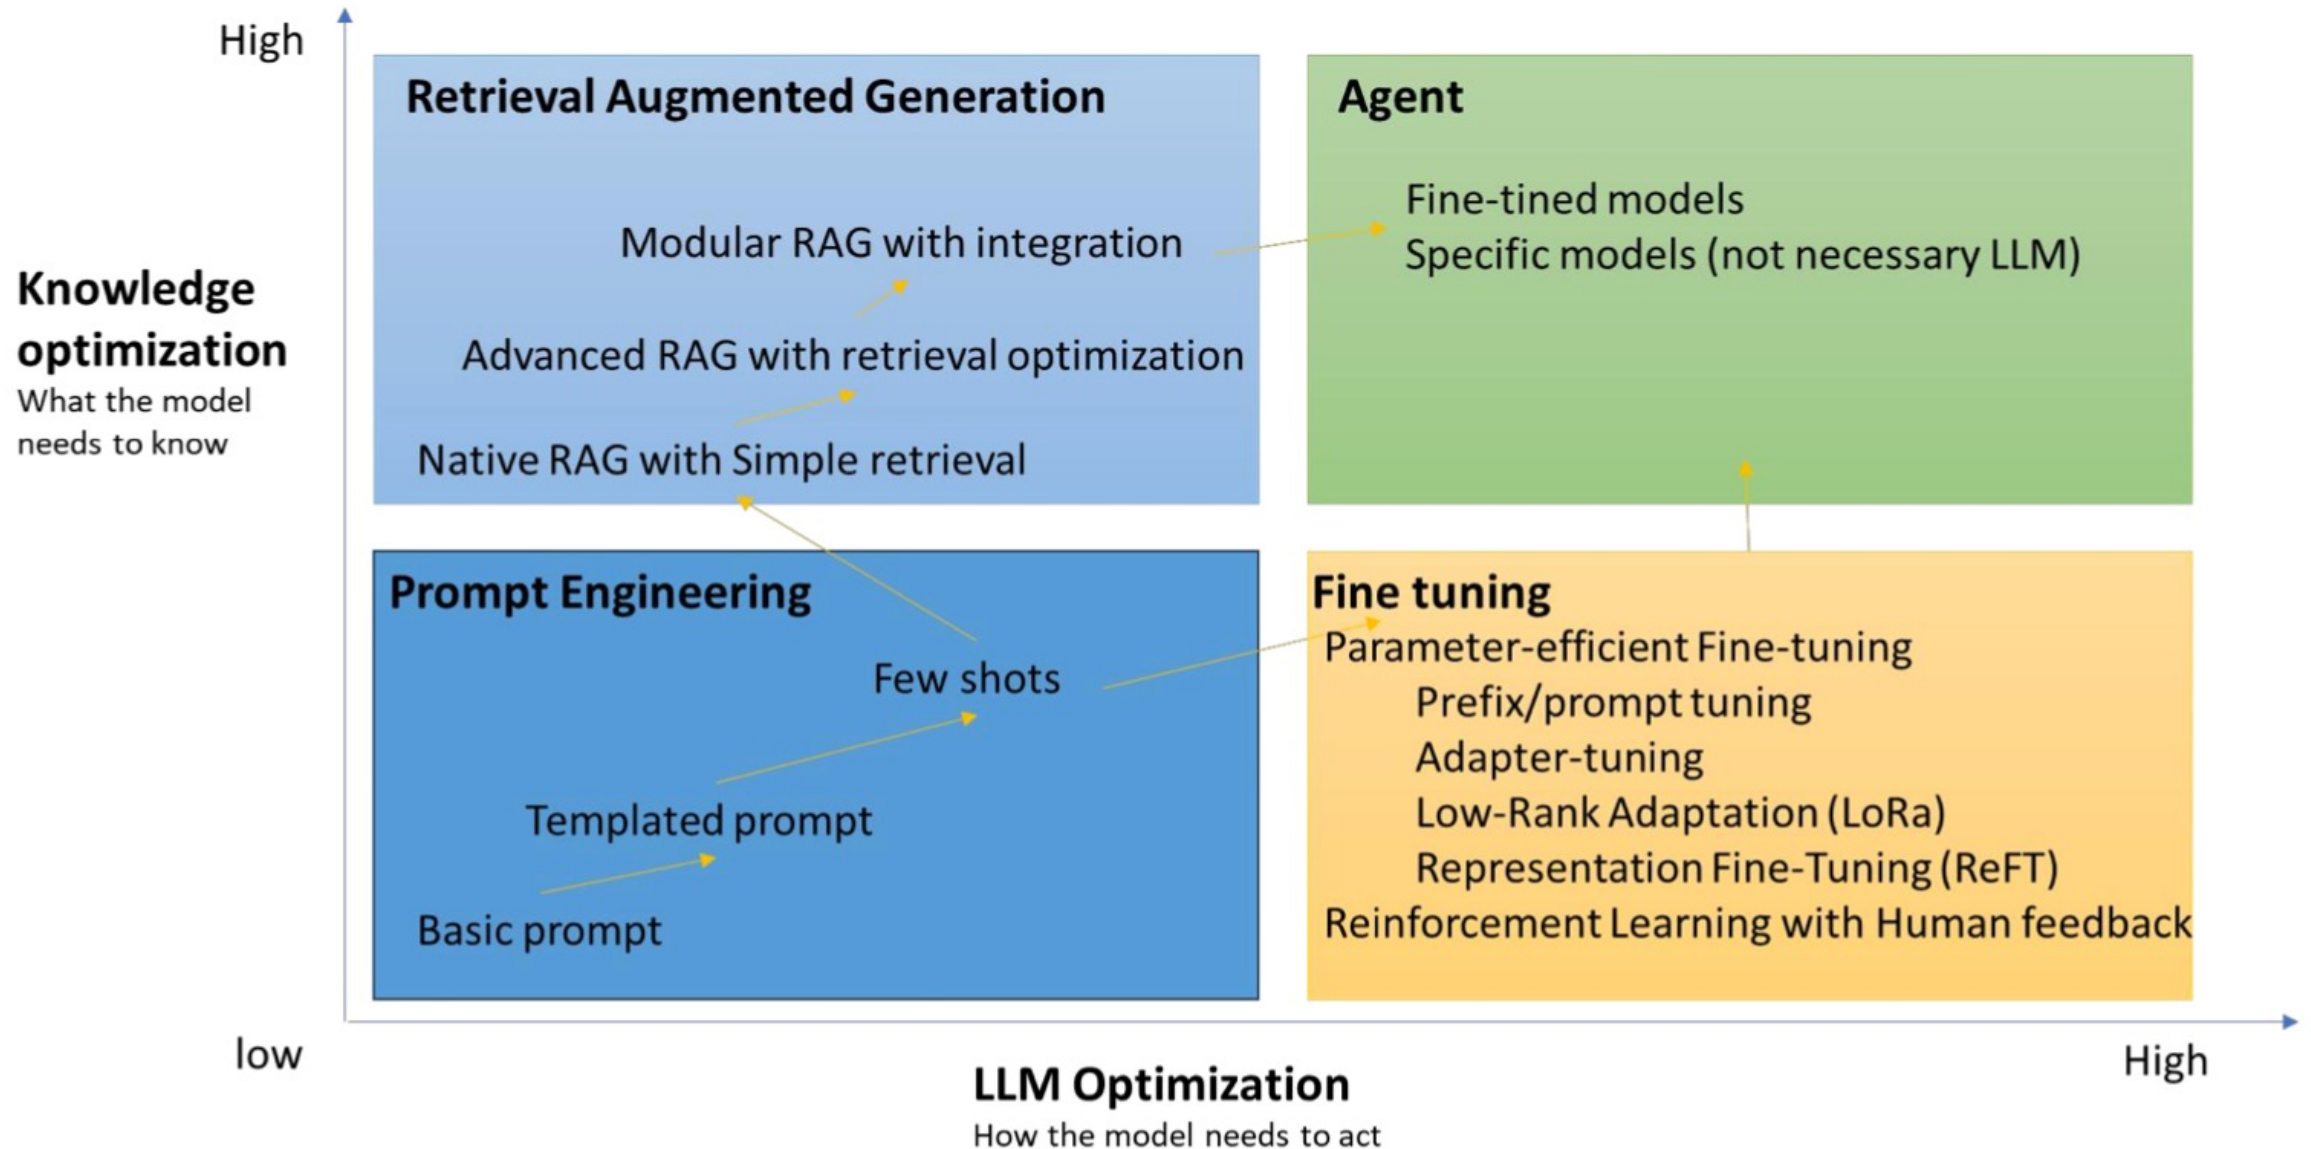 High
Retrieval Augmented Generation
Modular RAG with integration
Advanced RAG with retrieval optimization
Native RAG with Simple retrieval
Agent
Fine-tined models
Specific models (not necessary LLM)
Knowledge
optimization
What the model
needs to know
Prompt Engineering
Few shots
Templated prompt
Basic prompt
Fine tuning
Parameter-efficient Fine-tuning
Prefix/prompt tuning
Adapter-tuning
Low-Rank Adaptation (LoRa)
Representation Fine-Tuning (ReFT)
Reinforcement Learning with Human feedback
low
High
LLM Optimization
How the model needs to act